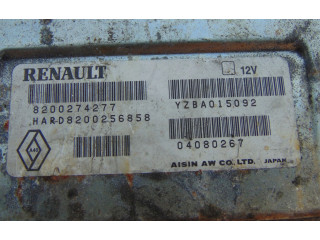 RENAULT
12V
8200274277
YZBA015092
HARD8200256858
04080267
AISIN AW CO. LTD. JAPAN